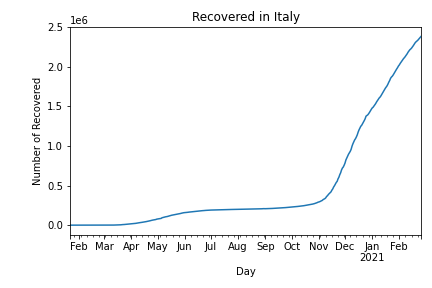 Recovered in Italy
1e6
2.5
2.0
1.5
1.0
0.5
0.0
Number of Recovered
Feb Mar Apr May Jun Jul Aug Sep Oct Nov Dec Jan Feb
2021
Day